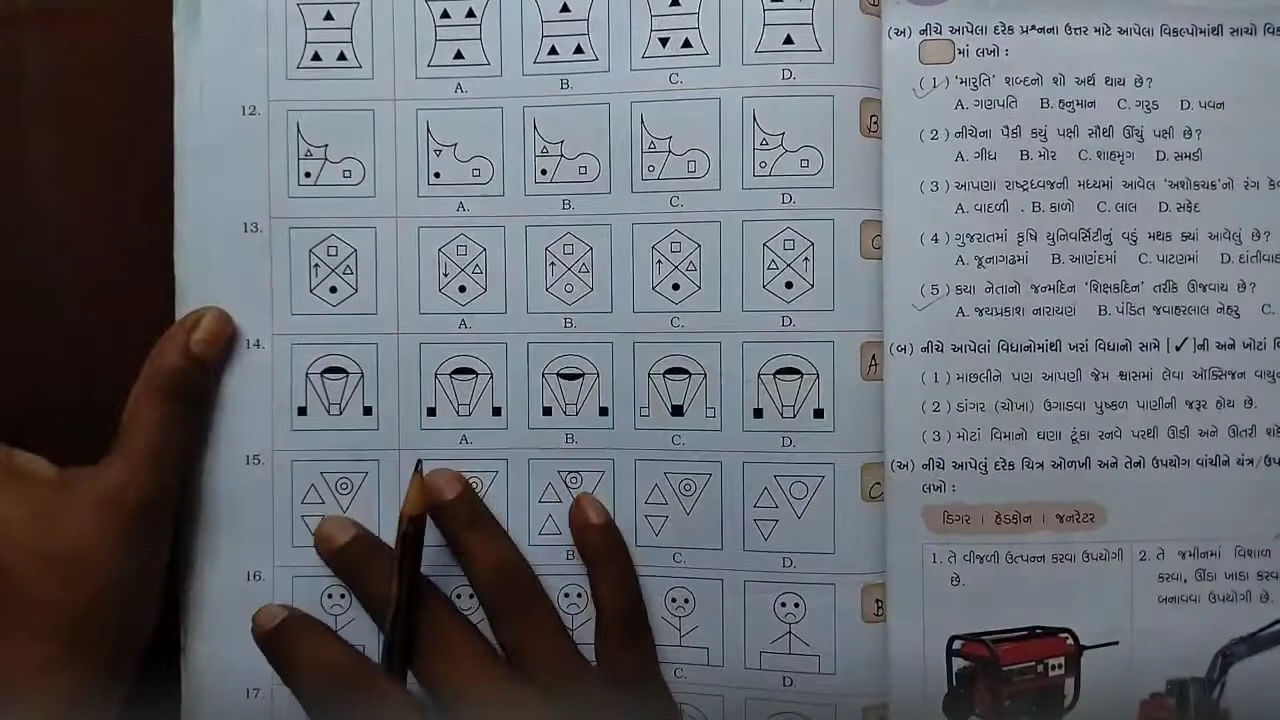 A. B. C. D.
12.
B
A. B. C. D.
13.
C
A. B. C. D.
14.
A
A. B. C. D.
15.
C
B. C. D.
16.
B
C. D.
17.
(અ) નીચે આપેલા દરેક પ્રશ્નના ઉત્તર માટે આપેલા વિકલ્પોમાંથી સાચો
માં લખો :
(1) 'મારુતિ' શબ્દનો શો અર્થ થાય છે?
A. ગણપતિ B. હનુમાન C. ગરુડ D. પવન
(2) નીચેના પૈકી કયું પક્ષી સૌથી ઊંચું પક્ષી છે?
A. ગીધ B. મોર C. શાહમૃગ D. સમડી
(3) આપણા રાષ્ટ્રધ્વજની મધ્યમાં આવેલ 'અશોકચક્ર'નો રંગ
A. વાદળી B. કાળો C. લાલ D. સફેદ
(4) ગુજરાતમાં કૃષિ યુનિવર્સિટીનું વડું મથક ક્યાં આવેલું છે?
A. જૂનાગઢમાં B. આણંદમાં C. પાટણમાં D.
(5) કયા નેતાનો જન્મદિન 'શિક્ષકદિન' તરીકે ઊજવાય છે?
A. જયપ્રકાશ નારાયણ B. પંડિત જવાહરલાલ નેહરુ C.
(બ) નીચે આપેલાં વિધાનોમાંથી ખરાં વિધાનો સામે [✓]ની અને ખોટાં
(1) માછલીને પણ આપણી જેમ શ્વાસમાં લેવા ઑક્સિજન
(2) ડાંગર (ચોખા) ઉગાડવા પુષ્કળ પાણીની જરૂર હોય છે.
(3) મોટાં વિમાનો ઘણા ટૂંકા રનવે પરથી ઊડી અને ઊતરી
(અ) નીચે આપેલું દરેક ચિત્ર ઓળખી અને તેનો ઉપયોગ વાંચીને
લખો :
ડિગર | હેડફોન | જનરેટર
1. તે વીજળી ઉત્પન્ન કરવા ઉપયોગી
છે.
2. તે જમીનમાં વિશાળ
કરવા, ઊંડા ખાડા
બનાવવા ઉપયોગી છે.